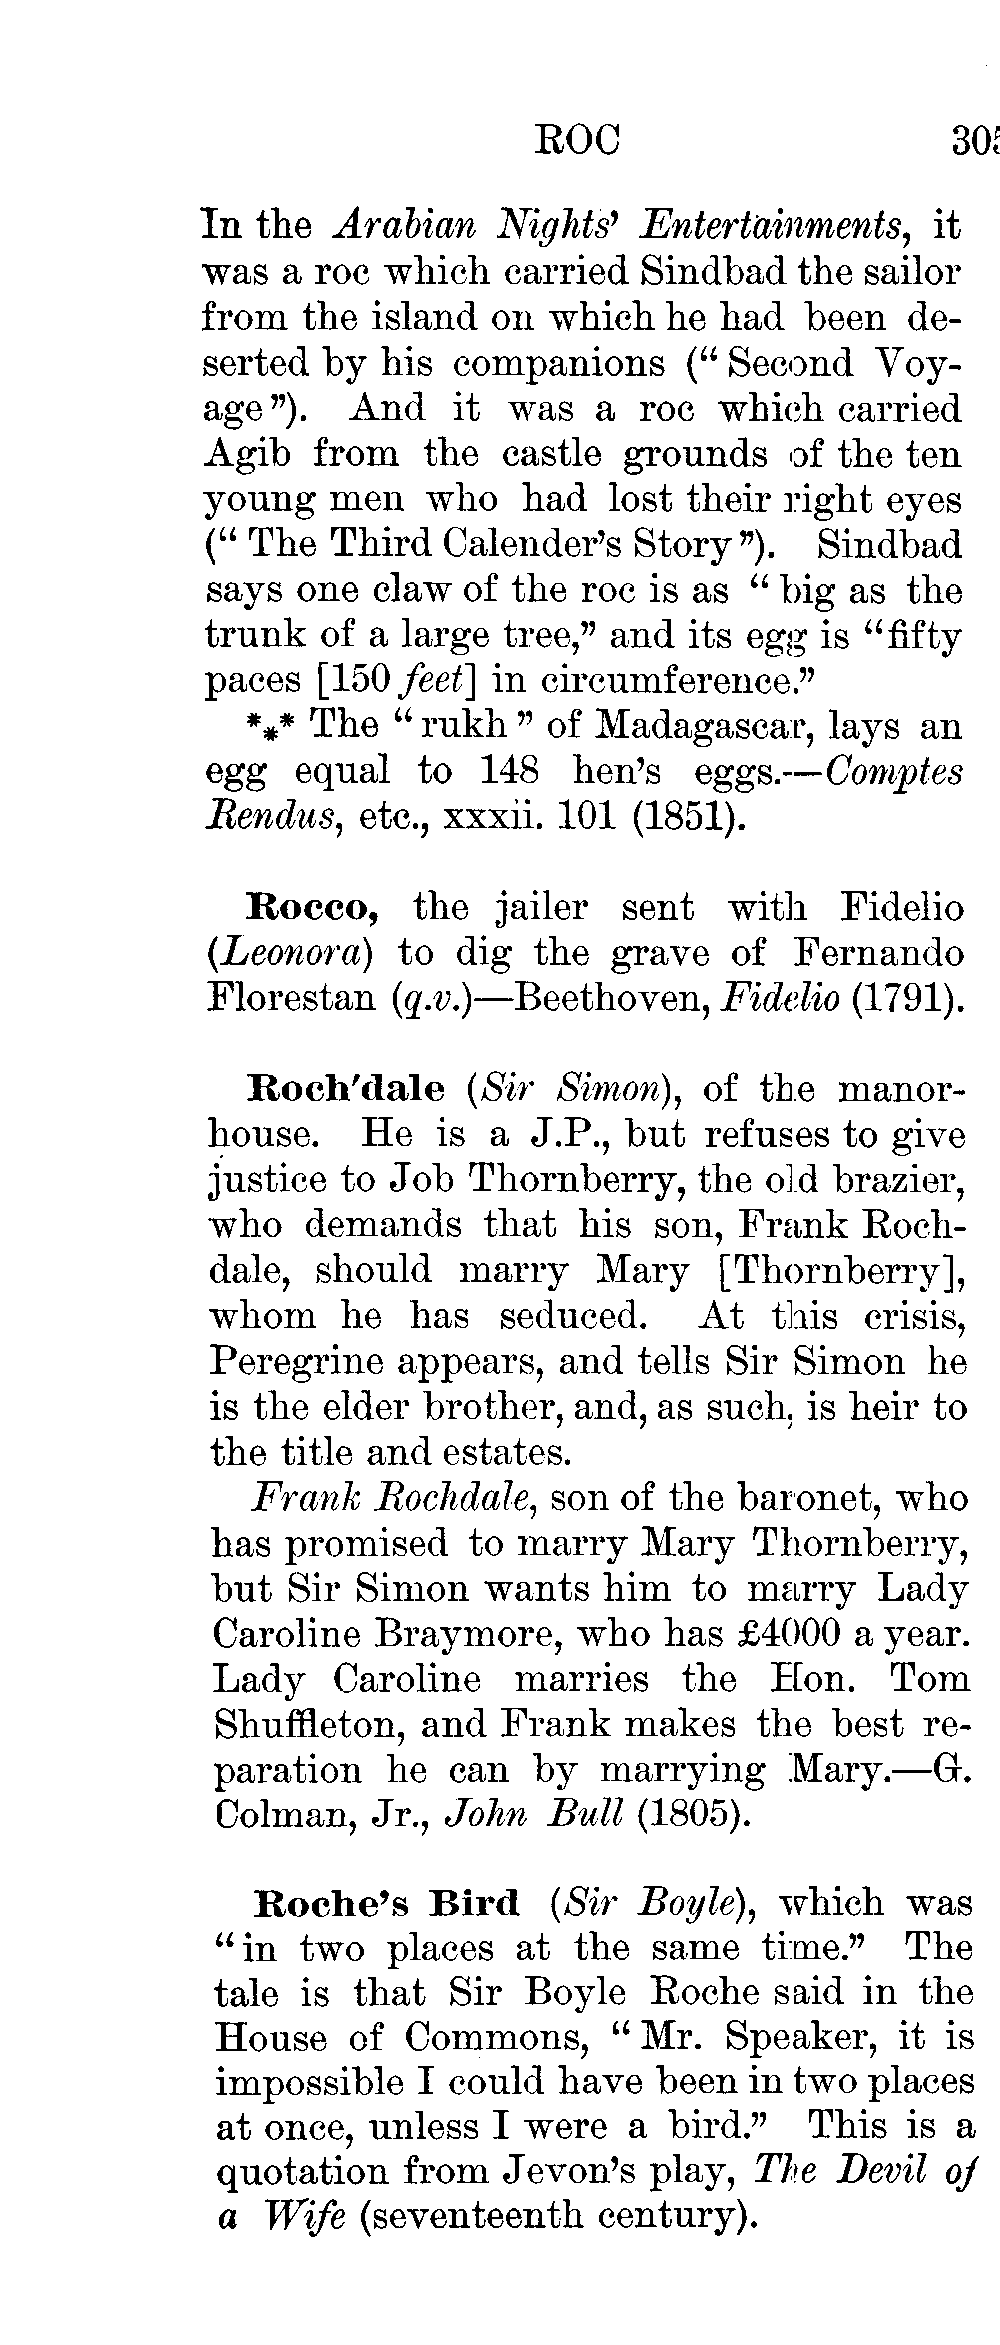 ROC 305
In the Arabian Nights' Entertainments, it
was a roc which carried Sindbad the sailor
from the island on which he had been de-
serted by his companions (“ Second Voy-
age”). And it was a roc which carried
Agib from the castle grounds of the ten
young men who had lost their right eyes
(“ The Third Calender’s Story”). Sindbad
says one claw of the roc is as “ big as the
trunk of a large tree,” and its egg is “fifty
paces [150 feet] in circumference.”
*⁎* The “ rukh ” of Madagascar, lays an
egg equal to 148 hen’s eggs.—Comptes
Rendus, etc., xxxii. 101 (1851).
Rocco, the jailer sent with Fidelio
(Leonora) to dig the grave of Fernando
Florestan (q.v.)—Beethoven, Fidelio (1791).
Roch'dale (Sir Simon), of the manor-
house. He is a J.P., but refuses to give
justice to Job Thornberry, the old brazier,
who demands that his son, Frank Roch-
dale, should marry Mary [Thornberry],
whom he has seduced. At this crisis,
Peregrine appears, and tells Sir Simon he
is the elder brother, and, as such, is heir to
the title and estates.
Frank Rochdale, son of the baronet, who
has promised to marry Mary Thornberry,
but Sir Simon wants him to marry Lady
Caroline Braymore, who has £4000 a year.
Lady Caroline marries the Hon. Tom
Shuffleton, and Frank makes the best re-
paration he can by marrying Mary.—G.
Colman, Jr., John Bull (1805).
Roche’s Bird (Sir Boyle), which was
“in two places at the same time.” The
tale is that Sir Boyle Roche said in the
House of Commons, “ Mr. Speaker, it is
impossible I could have been in two places
at once, unless I were a bird.” This is a
quotation from Jevon’s play, The Devil of
a Wife (seventeenth century).